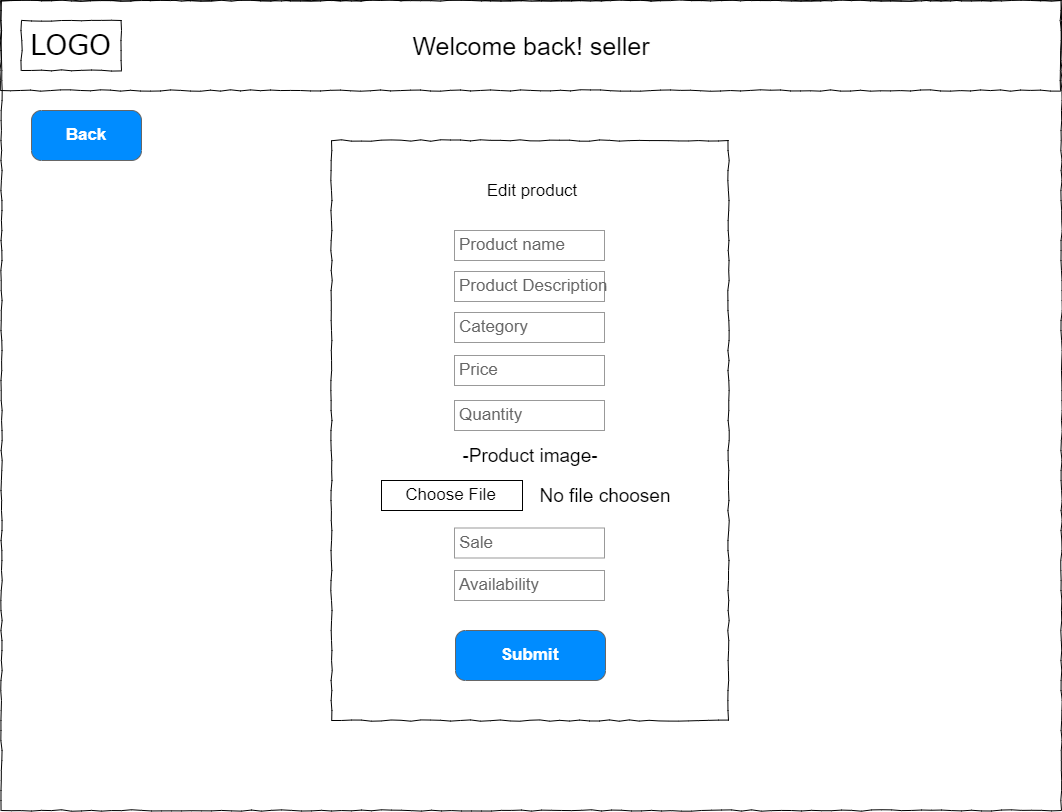 LOGO
Welcome back! seller
Back
Edit product
Product name
Product Description
Category
Price
Quantity
-Product image-
Choose File
No file choosen
Sale
Availability
Submit